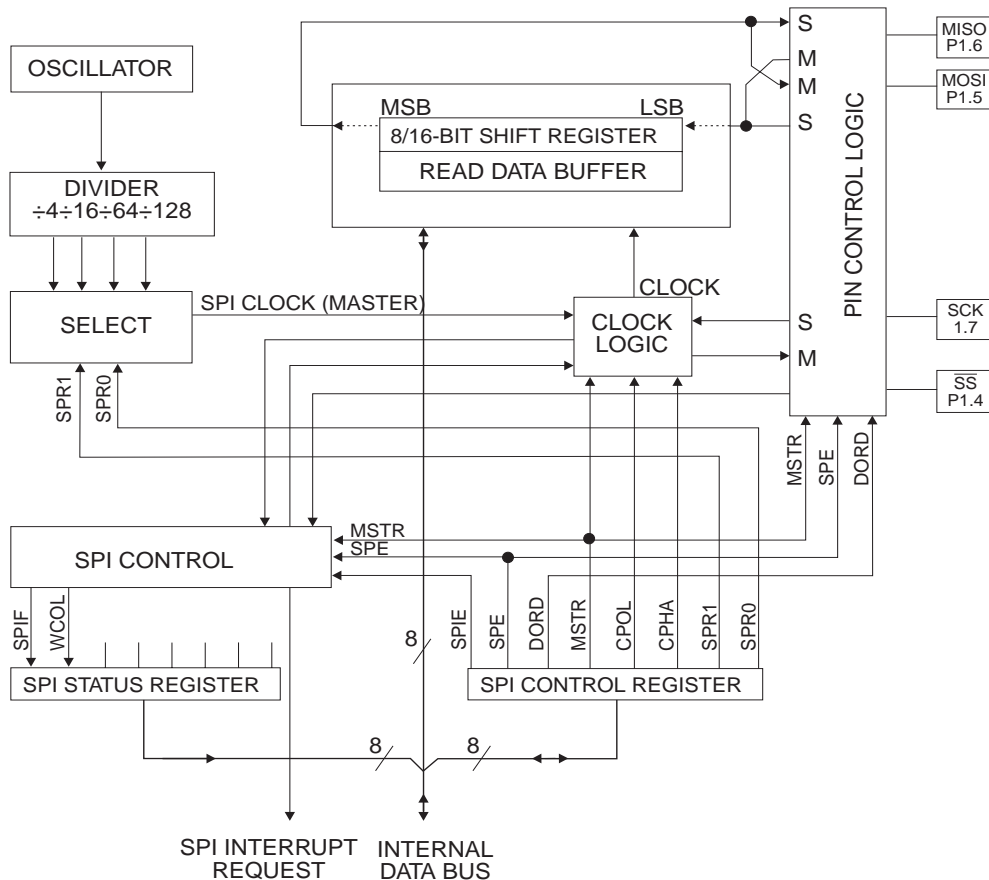 S
MISO
P1.6
OSCILLATOR
M
MSB
LSB
M
MOSI
P1.5
8/16-BIT SHIFT REGISTER
S
READ DATA BUFFER
DIVIDER
÷4÷16÷64÷128
PIN CONTROL LOGIC
SPI CLOCK (MASTER)
CLOCK
SELECT
CLOCK
LOGIC
S
M
SCK
1.7
SS
P1.4
SPR1
SPR0
MSTR
SPE
DORD
MSTR
SPE
SPI CONTROL
SPIF
WCOL
8
SPIE
SPE
DORD
MSTR
CPOL
CPHA
SPR1
SPR0
SPI STATUS REGISTER
SPI CONTROL REGISTER
8
8
SPI INTERRUPT
REQUEST
INTERNAL
DATA BUS